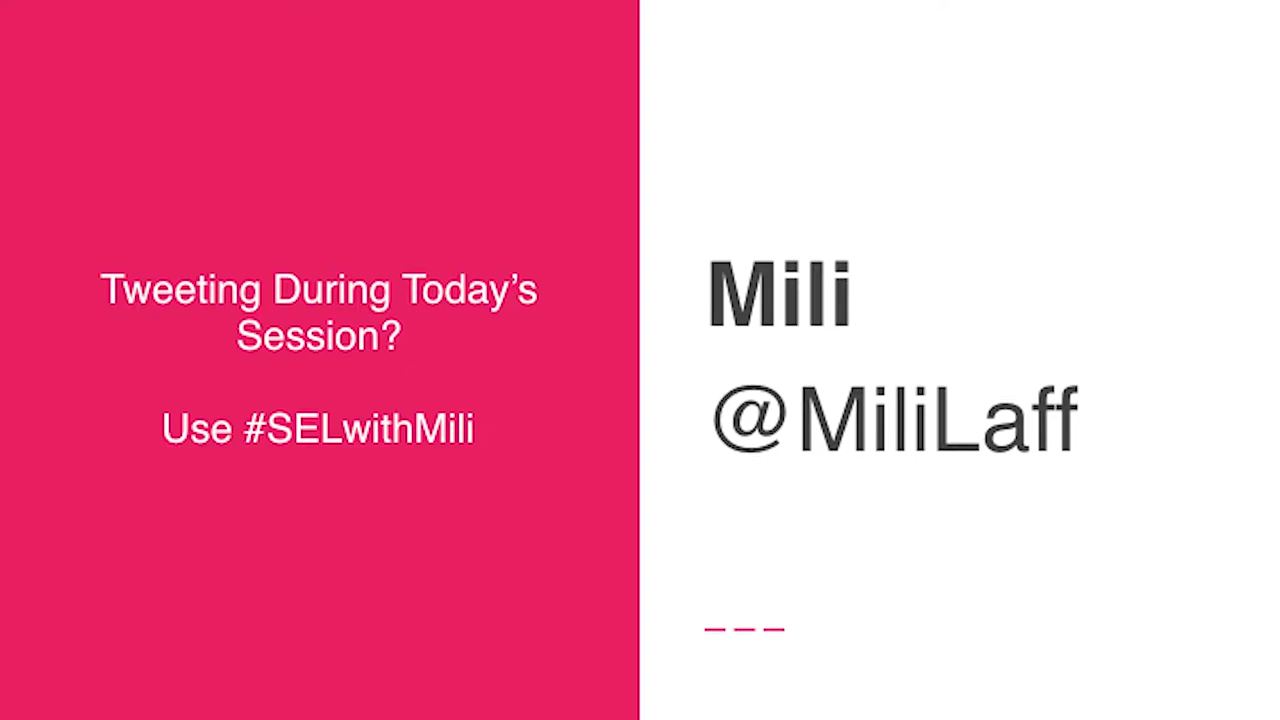 Tweeting During Today’s
Session?
Use #SELwithMili
Mili
@MiliLaff